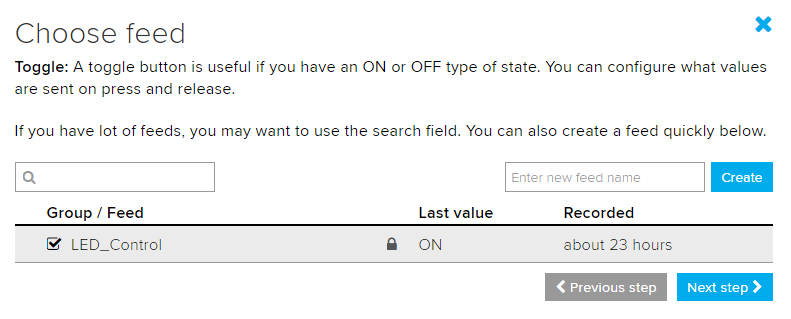 Choose feed
Toggle: A toggle button is useful if you have an ON or OFF type of state. You can configure what values
are sent on press and release.
If you have lot of feeds, you may want to use the search field. You can also create a feed quickly below.
Enter new feed name Create
Group / Feed Last value Recorded
LED_Control ON about 23 hours
Previous step Next step